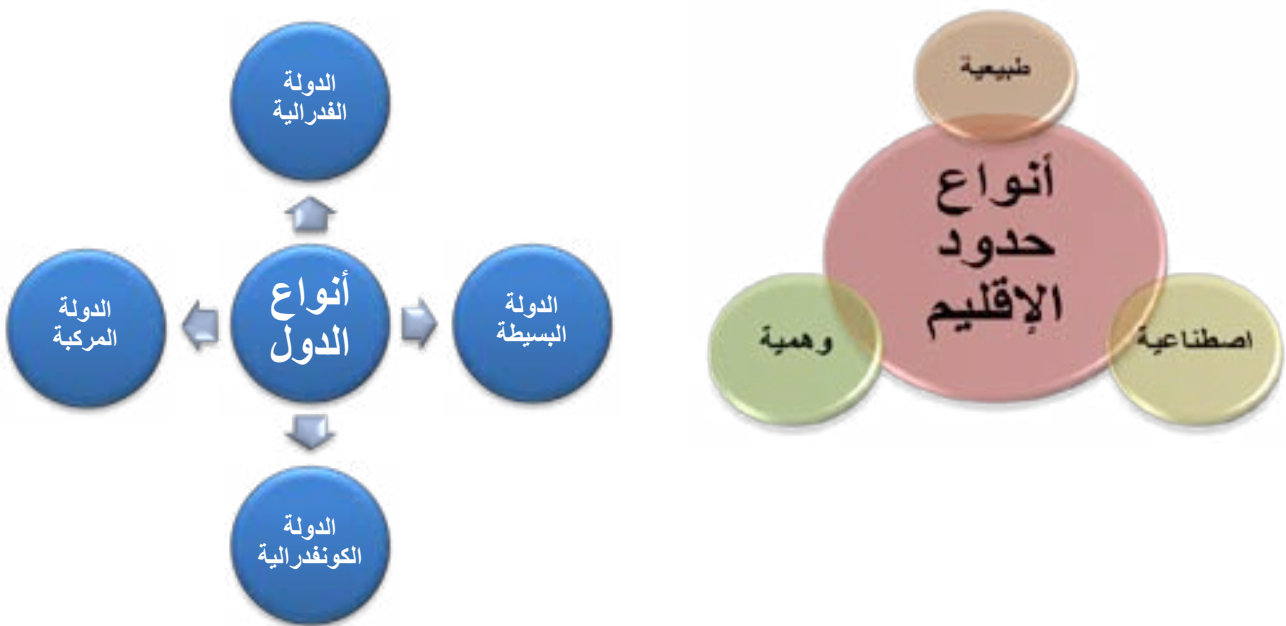 طبيعية
أنواع
حدود
الإقليم
اصطناعية
وهمية
الدولة
الفدرالية
أنواع
الدول
الدولة
البسيطة
الدولة
المركبة
الدولة
الكونفدرالية